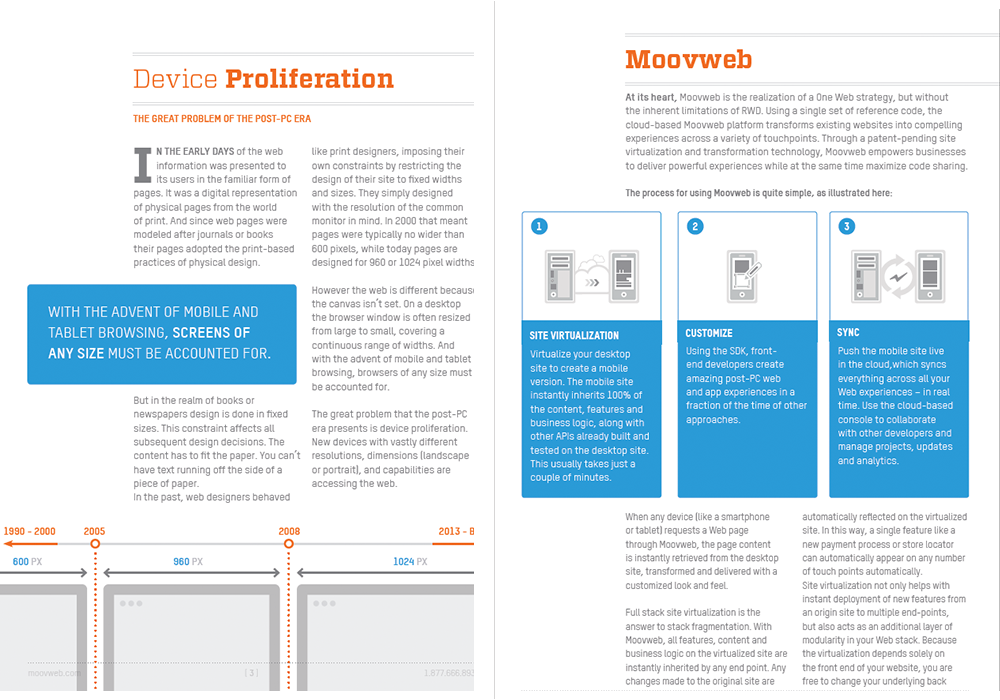 Device Proliferation
THE GREAT PROBLEM OF THE POST-PC ERA
IN THE EARLY DAYS of the web
information was presented to
its users in the familiar form of
pages. It was a digital representation
of physical pages from the world
of print. And since web pages were
modeled after journals or books
their pages adopted the print-based
practices of physical design.
WITH THE ADVENT OF MOBILE AND
TABLET BROWSING, SCREENS OF
ANY SIZE MUST BE ACCOUNTED FOR.
But in the realm of books or
newspapers design is done in fixed
sizes. This constraint affects all
subsequent design decisions. The
content has to fit the paper. You can't
have text running off the side of a
piece of paper.
In the past, web designers behaved
like print designers, imposing their
own constraints by restricting the
design of their site to fixed widths
and sizes. They simply designed
with the resolution of the common
monitor in mind. In 2000 that meant
pages were typically no wider than
600 pixels, while today pages are
designed for 960 or 1024 pixel widths
However the web is different because
the canvas isn't set. On a desktop
the browser window is often resized
from large to small, covering a
continuous range of widths. And
with the advent of mobile and tablet
browsing, browsers of any size must
be accounted for.
The great problem that the post-PC
era presents is device proliferation.
New devices with vastly different
resolutions, dimensions (landscape
or portrait), and capabilities are
accessing the web.
1990 - 2000 2005 2008 2013 -
600 PX 960 PX 1024 PX
moovweb.com [ 3 ] 1.877.666.893
Moovweb
At its heart, Moovweb is the realization of a One Web strategy, but without
the inherent limitations of RWD. Using a single set of reference code, the
cloud-based Moovweb platform transforms existing websites into compelling
experiences across a variety of touchpoints. Through a patent-pending site
virtualization and transformation technology, Moovweb empowers businesses
to deliver powerful experiences while at the same time maximize code sharing.
The process for using Moovweb is quite simple, as illustrated here:
1
SITE VIRTUALIZATION
Virtualize your desktop
site to create a mobile
version. The mobile site
instantly inherits 100% of
the content, features and
business logic, along with
other APIs already built and
tested on the desktop site.
This usually takes just a
couple of minutes.
2
CUSTOMIZE
Using the SDK, front-
end developers create
amazing post-PC web
and app experiences in a
fraction of the time of other
approaches.
3
SYNC
Push the mobile site live
in the cloud,which syncs
everything across all your
Web experiences – in real
time. Use the cloud-based
console to collaborate
with other developers and
manage projects, updates
and analytics.
When any device (like a smartphone
or tablet) requests a Web page
through Moovweb, the page content
is instantly retrieved from the desktop
site, transformed and delivered with a
customized look and feel.
Full stack site virtualization is the
answer to stack fragmentation. With
Moovweb, all features, content and
business logic on the virtualized site are
instantly inherited by any end point. Any
changes made to the original site are
automatically reflected on the virtualized
site. In this way, a single feature like a
new payment process or store locator
can automatically appear on any number
of touch points automatically.
Site virtualization not only helps with
instant deployment of new features from
an origin site to multiple end-points,
but also acts as an additional layer of
modularity in your Web stack. Because
the virtualization depends solely on
the front end of your website, you are
free to change your underlying back